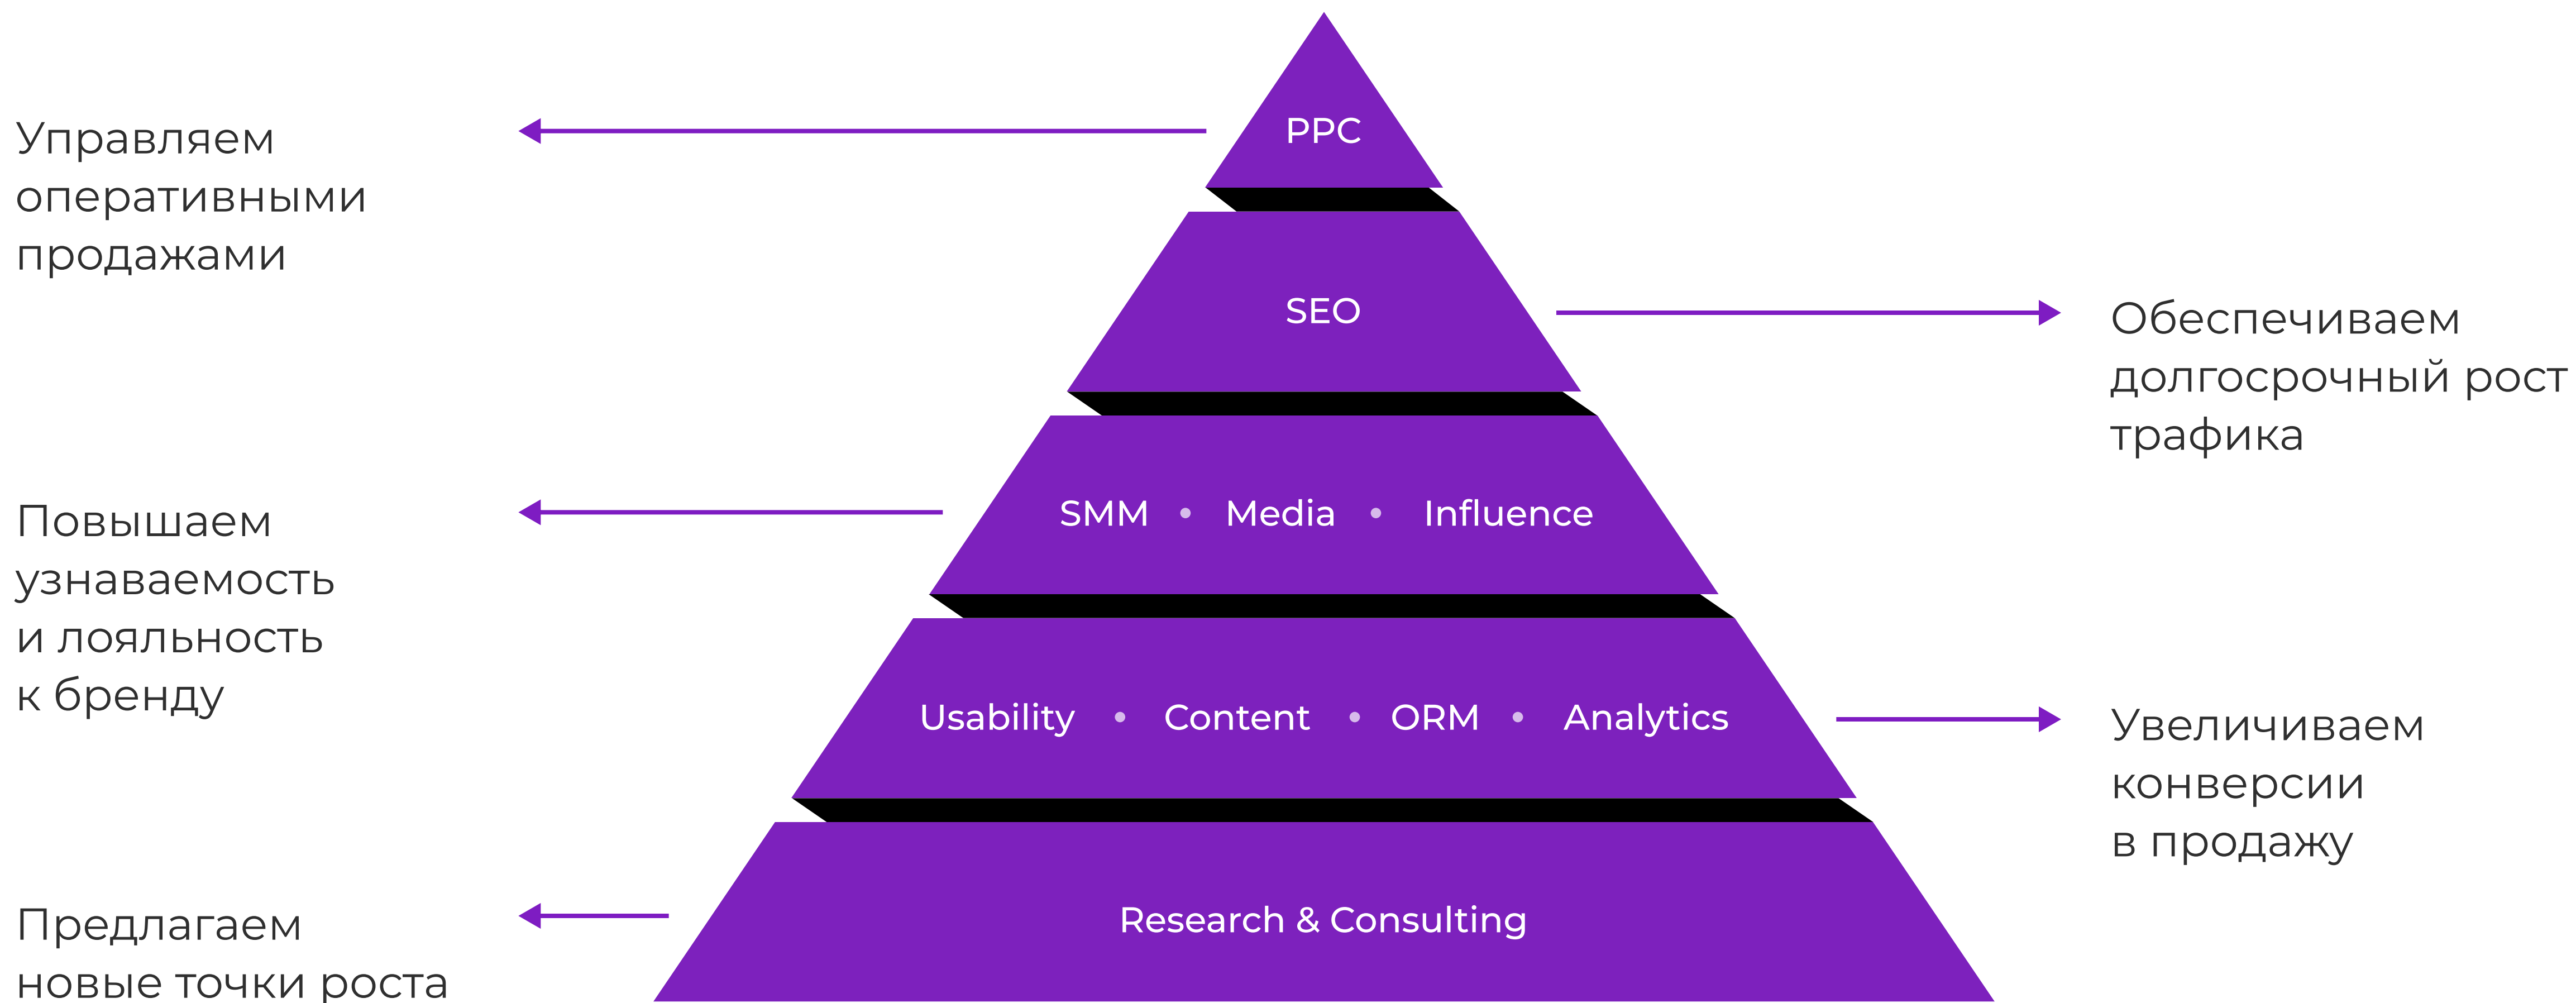 PPC
Управляем
оперативными
продажами
SEO
Обеспечиваем
долгосрочный рост
трафика
SMM • Media • Influence
Повышаем
узнаваемость
и лояльность
к бренду
Usability • Content • ORM • Analytics
Увеличиваем
конверсии
в продажу
Research & Consulting
Предлагаем
новые точки роста